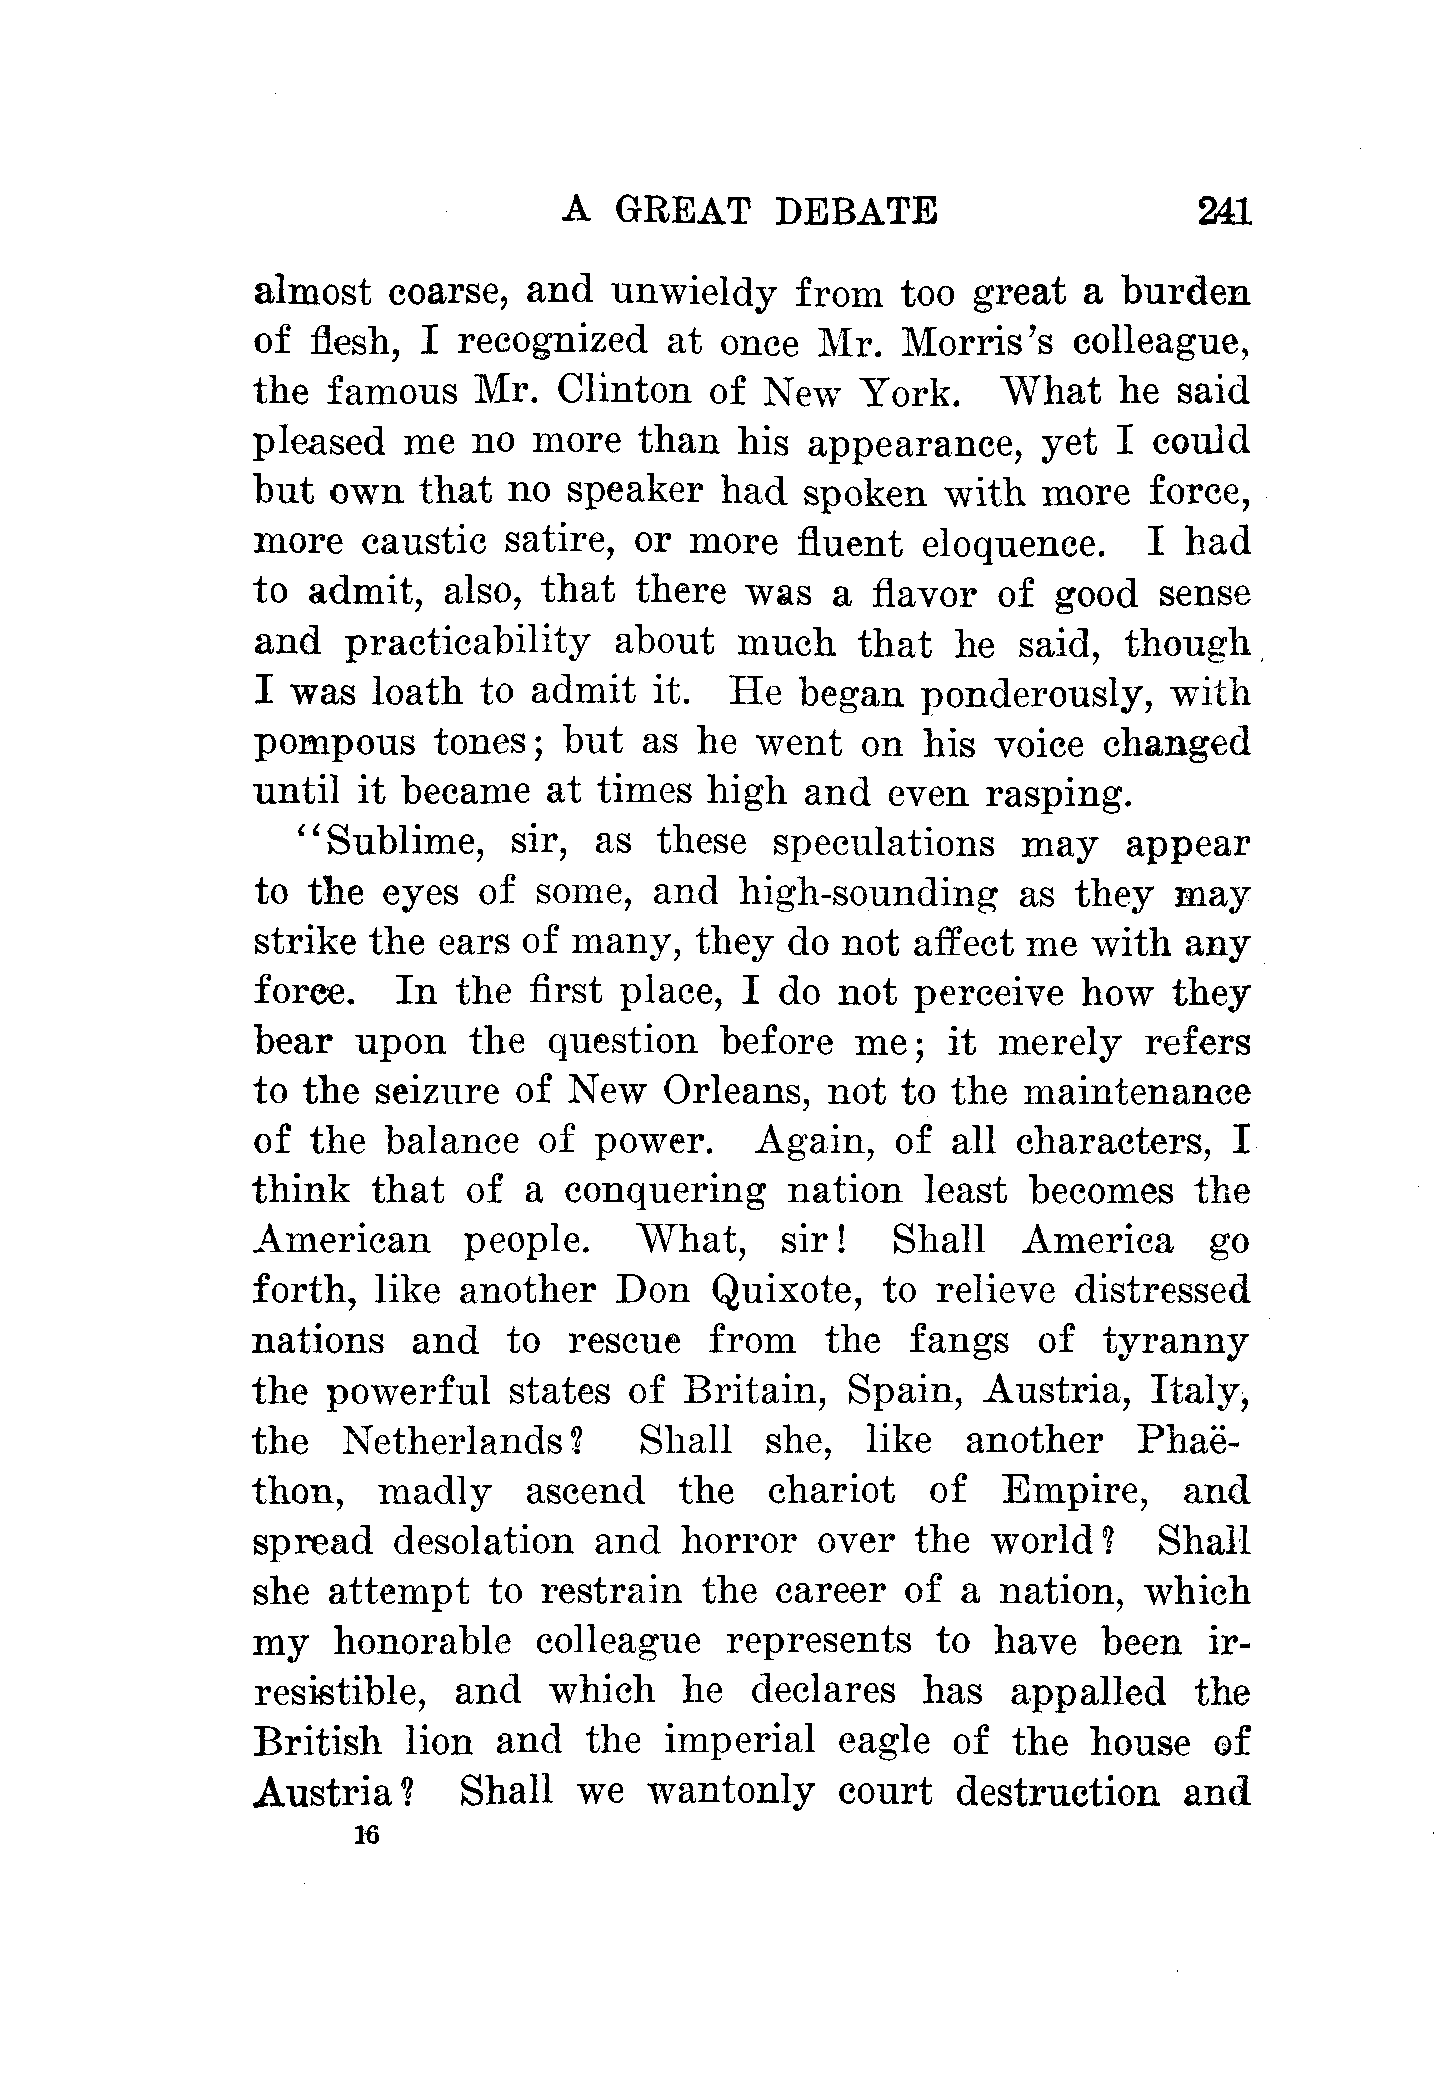 A GREAT DEBATE 241
almost coarse, and unwieldy from too great a burden
of flesh, I recognized at once Mr. Morris's colleague,
the famous Mr. Clinton of New York. What he said
pleased me no more than his appearance, yet I could
but own that no speaker had spoken with more force,
more caustic satire, or more fluent eloquence. I had
to admit, also, that there was a flavor of good sense
and practicability about much that he said, though
I was loath to admit it. He began ponderously, with
pompous tones; but as he went on his voice changed
until it became at times high and even rasping.
"Sublime, sir, as these speculations may appear
to the eyes of some, and high-sounding as they may
strike the ears of many, they do not affect me with any
force. In the first place, I do not perceive how they
bear upon the question before me; it merely refers
to the seizure of New Orleans, not to the maintenance
of the balance of power. Again, of all characters, I
think that of a conquering nation least becomes the
American people. What, sir! Shall America go
forth, like another Don Quixote, to relieve distressed
nations and to rescue from the fangs of tyranny
the powerful states of Britain, Spain, Austria, Italy,
the Netherlands? Shall she, like another Phaë-
thon, madly ascend the chariot of Empire, and
spread desolation and horror over the world? Shall
she attempt to restrain the career of a nation, which
my honorable colleague represents to have been ir-
resistible, and which he declares has appalled the
British lion and the imperial eagle of the house of
Austria? Shall we wantonly court destruction and
16